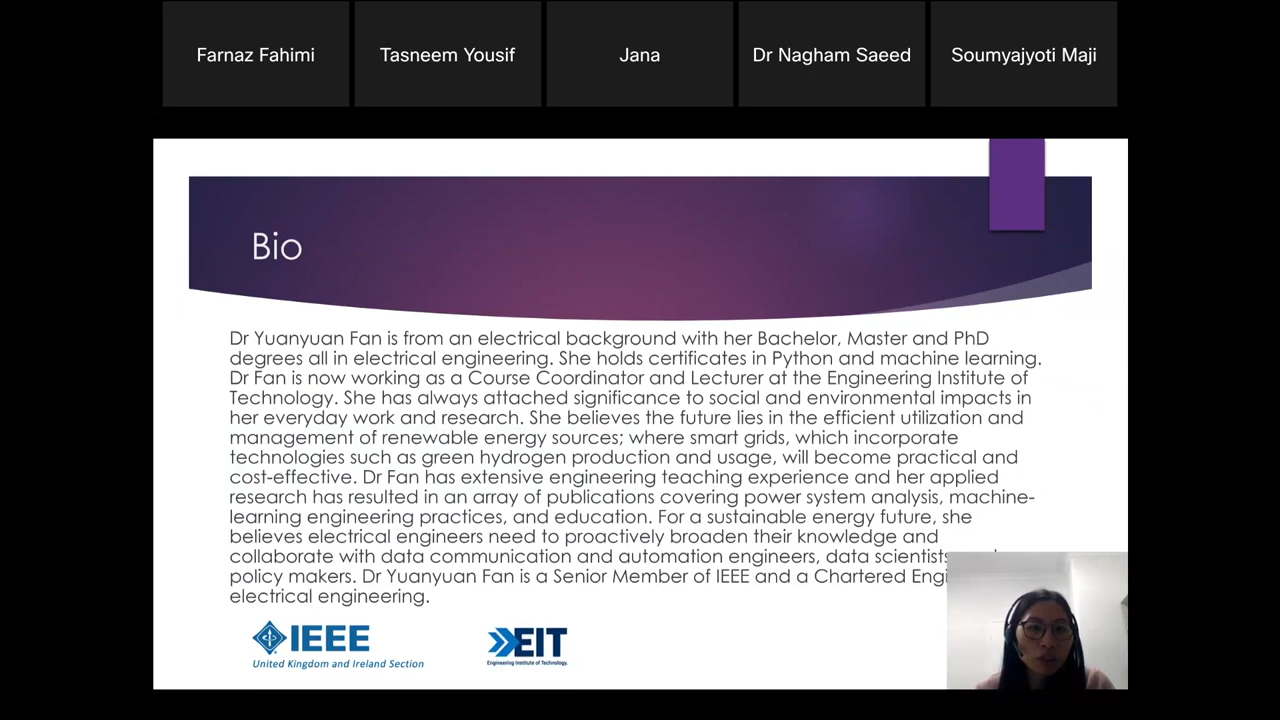 Farnaz Fahimi
Tasneem Yousif
Jana
Dr Nagham Saeed
Soumyajyoti Maji
Bio
Dr Yuanyuan Fan is from an electrical background with her Bachelor, Master and PhD
degrees all in electrical engineering. She holds certificates in Python and machine learning.
Dr Fan is now working as a Course Coordinator and Lecturer at the Engineering Institute of
Technology. She has always attached significance to social and environmental impacts in
her everyday work and research. She believes the future lies in the efficient utilization and
management of renewable energy sources; where smart grids, which incorporate
technologies such as green hydrogen production and usage, will become practical and
cost-effective. Dr Fan has extensive engineering teaching experience and her applied
research has resulted in an array of publications covering power system analysis, machine-
learning engineering practices, and education. For a sustainable energy future, she
believes electrical engineers need to proactively broaden their knowledge and
collaborate with data communication and automation engineers, data scientists
policy makers. Dr Yuanyuan Fan is a Senior Member of IEEE and a Chartered Engi
electrical engineering.
IEEE
United Kingdom and Ireland Section
EIT
Engineering Institute of Technology.